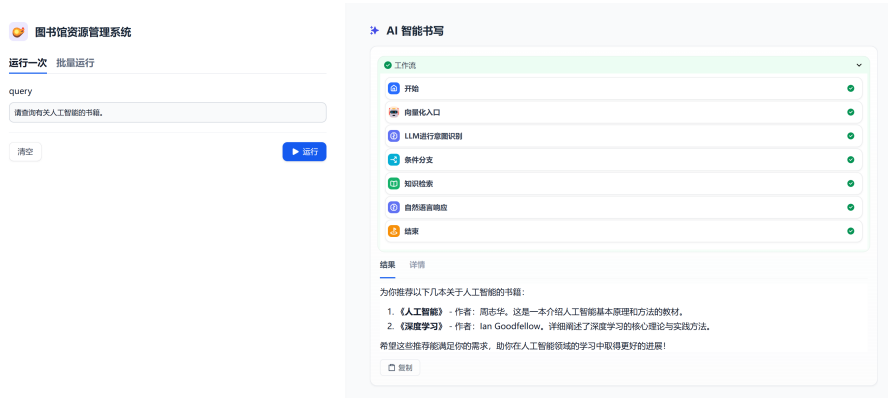 图书馆资源管理系统
运行一次 批量运行
query
请查询有关人工智能的书籍。
清空 运行
AI 智能书写
工作流
开始
向量化入口
LLM进行意图识别
条件分支
知识检索
自然语言响应
结束
结果 详情
为你推荐以下几本关于人工智能的书籍：
1. 《人工智能》 - 作者：周志华。这是一本介绍人工智能基本原理和方法的教材。
2. 《深度学习》 - 作者：Ian Goodfellow。详细阐述了深度学习的核心理论与实践方法。
希望这些推荐能满足你的需求，助你在人工智能领域的学习中取得更好的进展！
复制